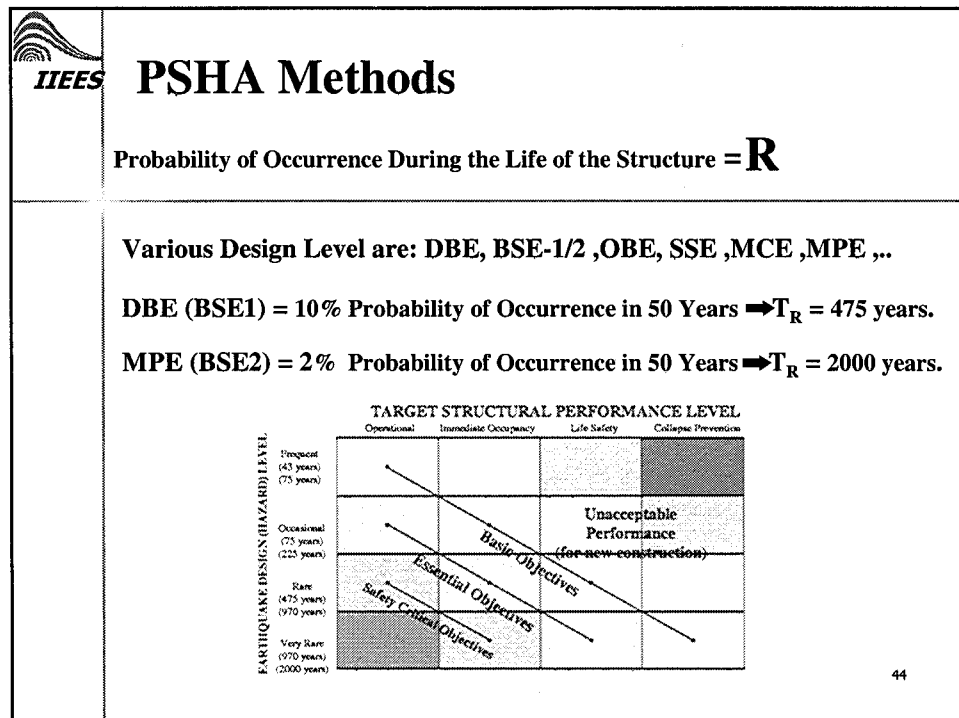 IIEES
PSHA Methods
Probability of Occurrence During the Life of the Structure = R
Various Design Level are: DBE, BSE-1/2 ,OBE, SSE ,MCE ,MPE ,..
DBE (BSE1) = 10% Probability of Occurrence in 50 Years ➡TR = 475 years.
MPE (BSE2) = 2% Probability of Occurrence in 50 Years ➡TR = 2000 years.
TARGET STRUCTURAL PERFORMANCE LEVEL
Operational Immediate Occupancy Life Safety Collapse Prevention
EARTHQUAKE DESIGN (HAZARD) LEVEL
Frequent
(43 years)
(75 years)
Occasional
(75 years)
(225 years)
Rare
(475 years)
(970 years)
Very Rare
(970 years)
(2000 years)
Unacceptable
Performance
(for new construction)
Basic Objectives
Essential Objectives
Safety Critical Objectives
44